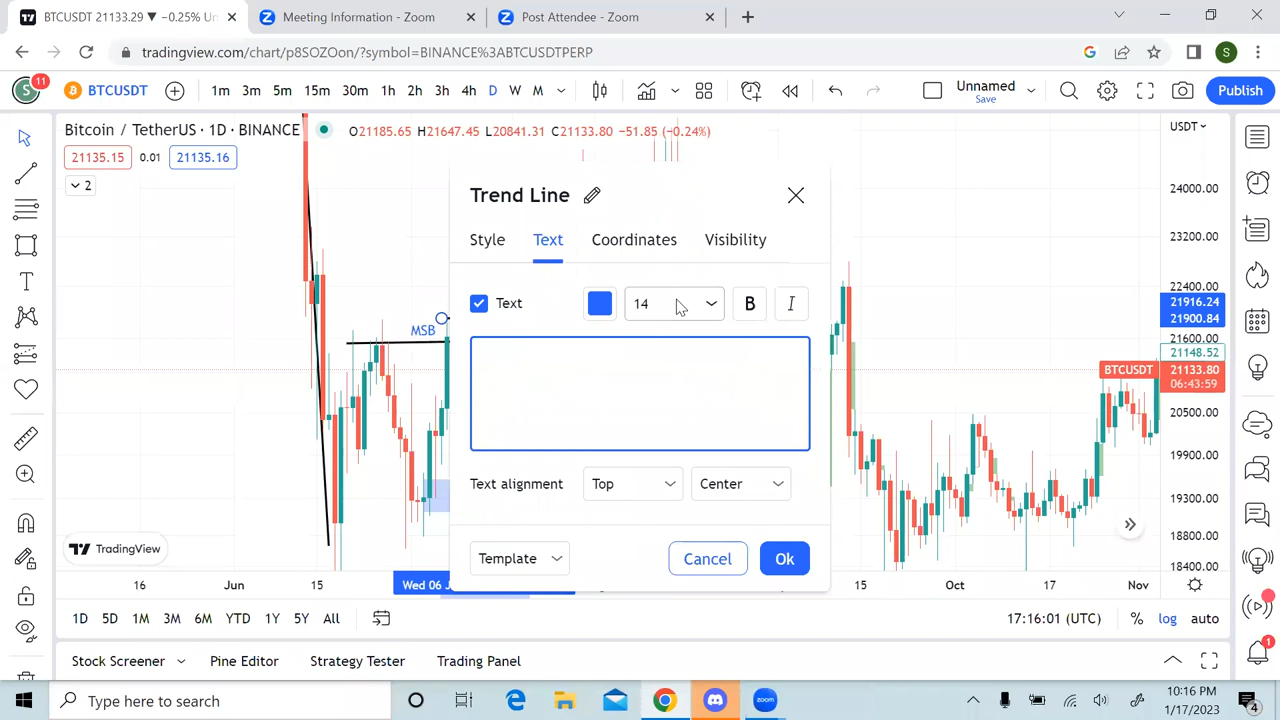 BTCUSDT 21133.29 ▼ −0.25% Un
Meeting Information - Zoom
Post Attendee - Zoom
tradingview.com/chart/p8SOZOon/?symbol=BINANCE%3ABTCUSDTPERP
S
S
11
BTCUSDT
1m 3m 5m 15m 30m 1h 2h 3h 4h D W M
Unnamed
Save
Publish
Bitcoin / TetherUS · 1D · BINANCE
O21185.65 H21647.45 L20841.31 C21133.80 −51.85 (−0.24%)
USDT
21135.15 0.01 21135.16
2
24000.00
23200.00
22400.00
21916.24
21900.84
21600.00
21148.52
BTCUSDT 21133.80
06:43:59
20500.00
19900.00
19300.00
18800.00
18400.00
MSB
Trend Line
Style Text Coordinates Visibility
Text 14 B I
Text alignment Top Center
Template Cancel Ok
TradingView
16 Jun 15 Wed 06 Oct 17 Nov
1D 5D 1M 3M 6M YTD 1Y 5Y All
17:16:01 (UTC) % log auto
Stock Screener Pine Editor Strategy Tester Trading Panel
1
Type here to search
zoom
10:16 PM
1/17/2023
4